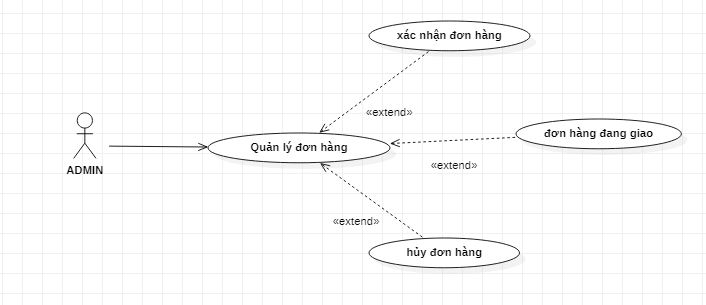 xác nhận đơn hàng
«extend»
đơn hàng đang giao
Quản lý đơn hàng
«extend»
ADMIN
«extend»
hủy đơn hàng